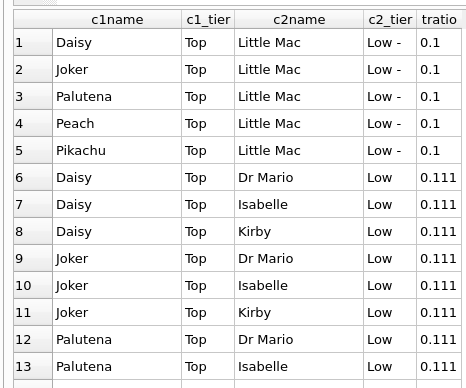 c1name c1_tier c2name c2_tier tratio
1 Daisy Top Little Mac Low - 0.1
2 Joker Top Little Mac Low - 0.1
3 Palutena Top Little Mac Low - 0.1
4 Peach Top Little Mac Low - 0.1
5 Pikachu Top Little Mac Low - 0.1
6 Daisy Top Dr Mario Low 0.111
7 Daisy Top Isabelle Low 0.111
8 Daisy Top Kirby Low 0.111
9 Joker Top Dr Mario Low 0.111
10 Joker Top Isabelle Low 0.111
11 Joker Top Kirby Low 0.111
12 Palutena Top Dr Mario Low 0.111
13 Palutena Top Isabelle Low 0.111